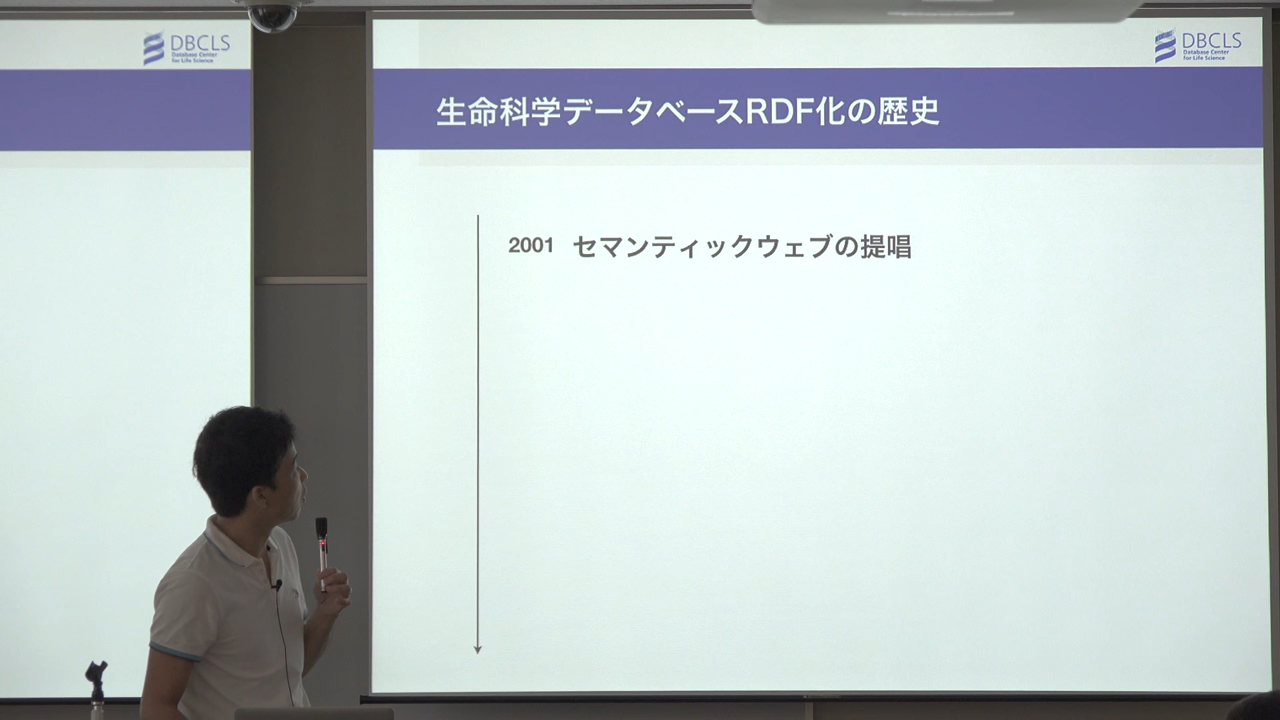 DBCLS
Database Center
for Life Science
DBCLS
Database Center
for Life Science
生命科学データベースRDF化の歴史
2001 セマンティックウェブの提唱